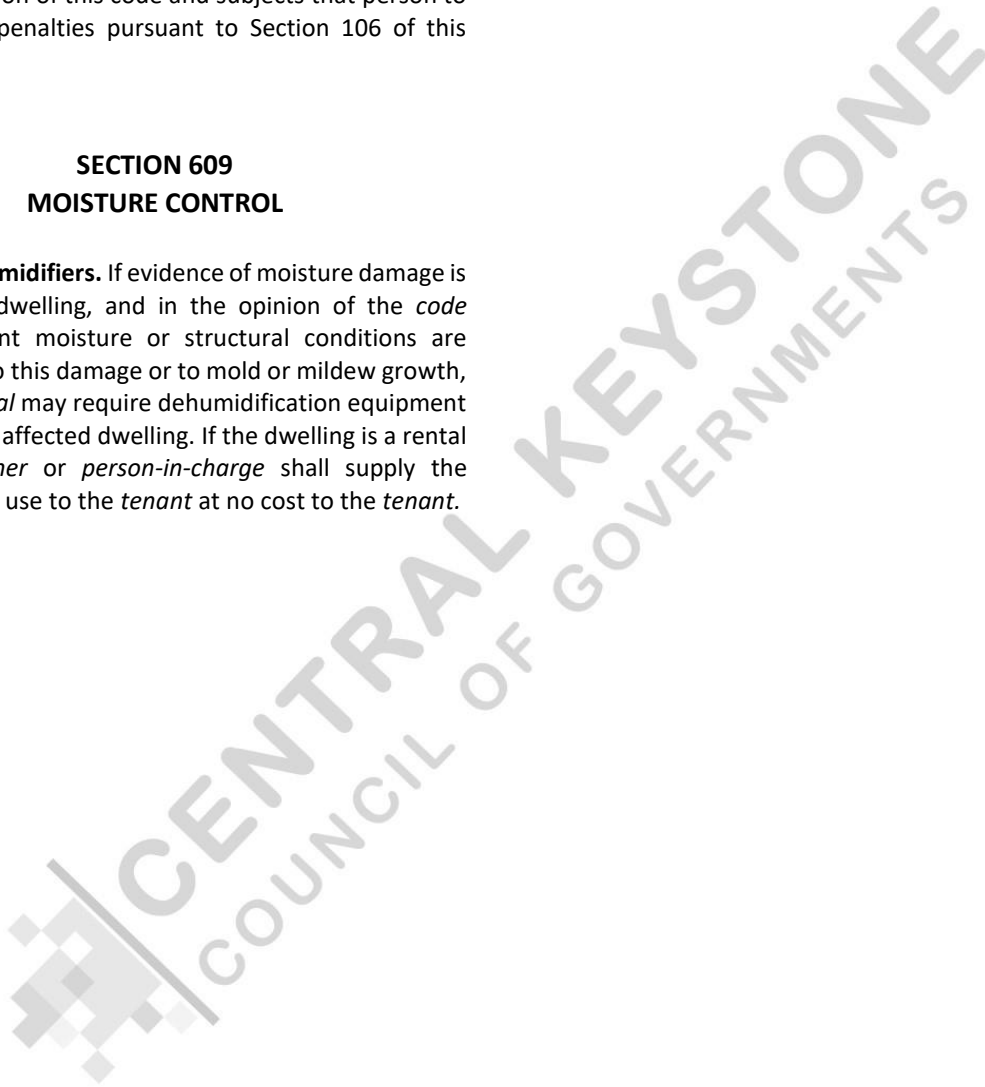 on of this code and subjects that person to
penalties pursuant to Section 106 of this
SECTION 609
MOISTURE CONTROL
midifiers. If evidence of moisture damage is
dwelling, and in the opinion of the code
nt moisture or structural conditions are
o this damage or to mold or mildew growth,
al may require dehumidification equipment
affected dwelling. If the dwelling is a rental
ner or person-in-charge shall supply the
use to the tenant at no cost to the tenant.
CENTRAL KEYSTONE
COUNCIL OF GOVERNMENTS